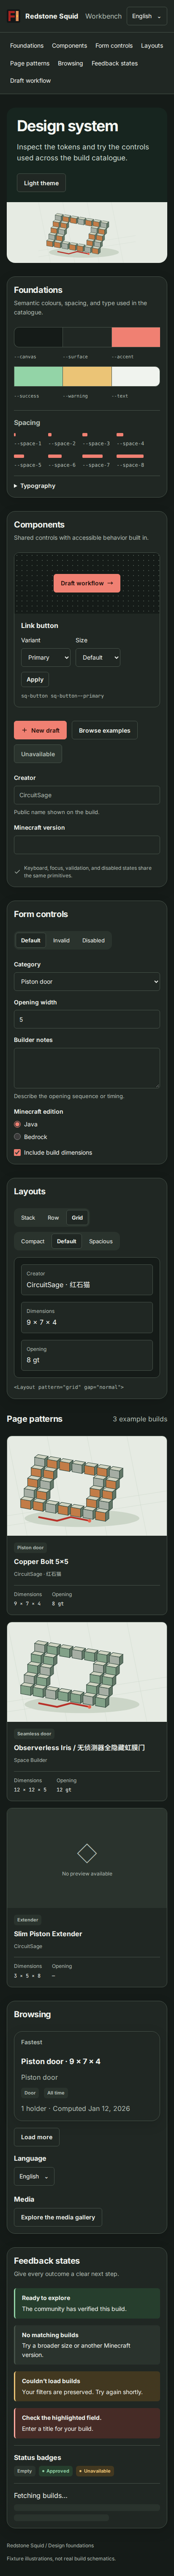 Redstone Squid Workbench English
Foundations Components Form controls Layouts
Page patterns Browsing Feedback states
Draft workflow
Design system
Inspect the tokens and try the controls used
across the build catalogue.
Light theme
Foundations
Semantic colours, spacing, and type used in the
catalogue.
--canvas --surface --accent
--success --warning --text
Spacing
--space-1 --space-2 --space-3 --space-4
--space-5 --space-6 --space-7 --space-8
Typography
Components
Shared controls with accessible behavior built in.
Draft workflow →
Link button
Variant Size
Primary Default
Apply
sq-button sq-button--primary
+ New draft Browse examples
Unavailable
Creator
CircuitSage
Public name shown on the build.
Minecraft version
Keyboard, focus, validation, and disabled states share
the same primitives.
Form controls
Default Invalid Disabled
Category
Piston door
Opening width
5
Builder notes
Describe the opening sequence or timing.
Minecraft edition
Java
Bedrock
Include build dimensions
Layouts
Stack Row Grid
Compact Default Spacious
Creator
CircuitSage · 红石猫
Dimensions
9 × 7 × 4
Opening
8 gt
<Layout pattern="grid" gap="normal">
Page patterns 3 example builds
Piston door
Copper Bolt 5×5
CircuitSage · 红石猫
Dimensions Opening
9 × 7 × 4 8 gt
Seamless door
Observerless Iris / 无侦测器全隐藏虹膜门
Space Builder
Dimensions Opening
12 × 12 × 5 12 gt
No preview available
Extender
Slim Piston Extender
CircuitSage
Dimensions Opening
3 × 5 × 8 —
Browsing
Fastest
Piston door · 9 × 7 × 4
Piston door
Door All time
1 holder · Computed Jan 12, 2026
Load more
Language
English
Media
Explore the media gallery
Feedback states
Give every outcome a clear next step.
Ready to explore
The community has verified this build.
No matching builds
Try a broader size or another Minecraft
version.
Couldn't load builds
Your filters are preserved. Try again shortly.
Check the highlighted field.
Enter a title for your build.
Status badges
Empty Approved Unavailable
Fetching builds…
Redstone Squid / Design foundations
Fixture illustrations, not real build schematics.